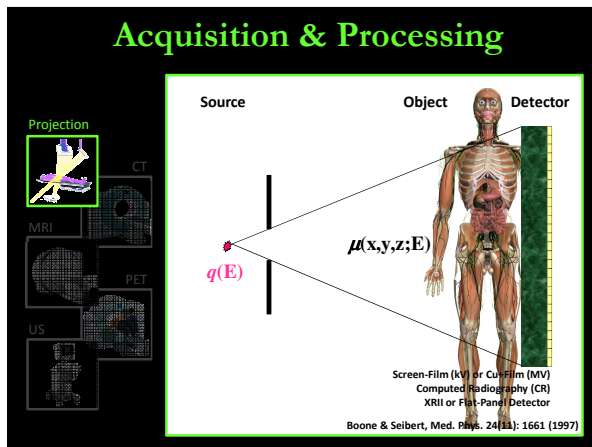 Acquisition & Processing
Source
Object
Detector
Projection
CT
MRI
PET
US
q(E)
μ(x,y,z;E)
Screen-Film (kV) or Cu+Film (MV)
Computed Radiography (CR)
XRII or Flat-Panel Detector
Boone & Seibert, Med. Phys. 24(11): 1661 (1997)